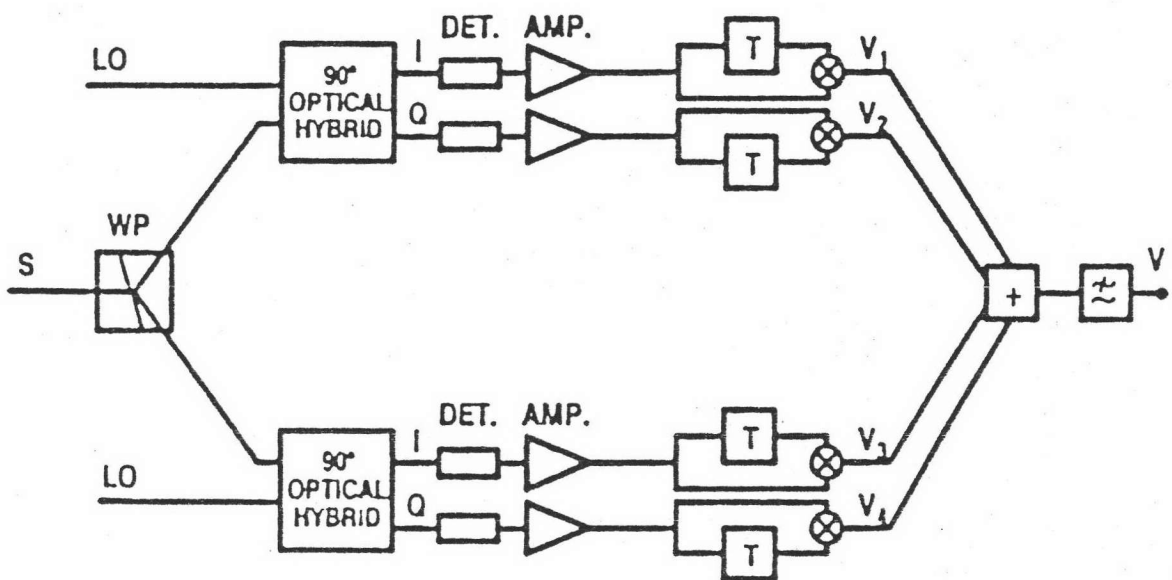 DET. AMP.
LO
90°
OPTICAL
HYBRID
I
Q
T
V1
V2
T
WP
S
+
V
DET. AMP.
LO
90°
OPTICAL
HYBRID
I
Q
T
V3
V4
T